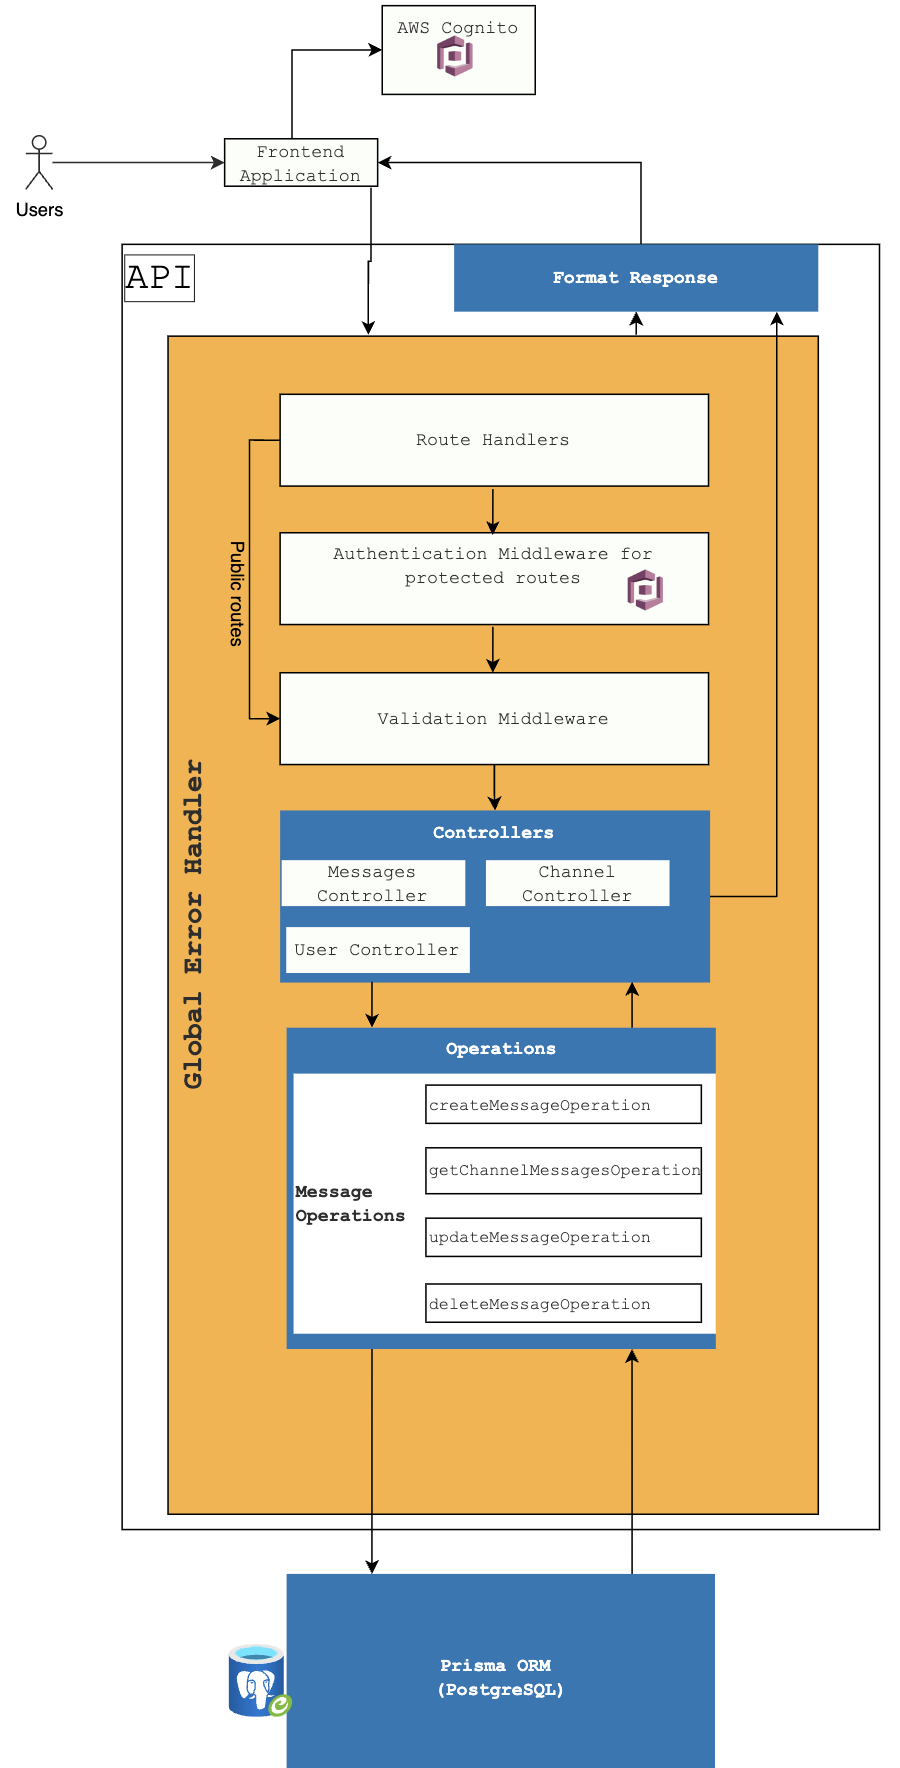 AWS Cognito
Frontend
Application
Users
API
Format Response
Route Handlers
Authentication Middleware for
protected routes
Public routes
Validation Middleware
Global Error Handler
Controllers
Messages
Controller
Channel
Controller
User Controller
Operations
createMessageOperation
getChannelMessagesOperation
Message
Operations
updateMessageOperation
deleteMessageOperation
Prisma ORM
(PostgreSQL)